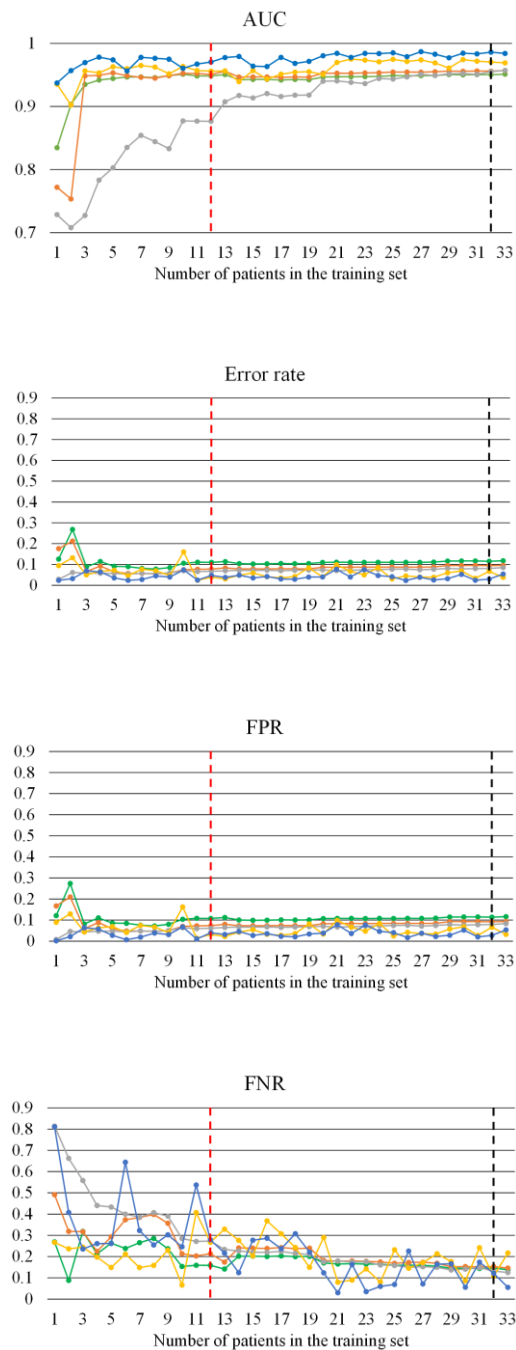 AUC
1
0.9
0.8
0.7
1 3 5 7 9 11 13 15 17 19 21 23 25 27 29 31 33
Number of patients in the training set
Error rate
0.9
0.8
0.7
0.6
0.5
0.4
0.3
0.2
0.1
0
1 3 5 7 9 11 13 15 17 19 21 23 25 27 29 31 33
Number of patients in the training set
FPR
0.9
0.8
0.7
0.6
0.5
0.4
0.3
0.2
0.1
0
1 3 5 7 9 11 13 15 17 19 21 23 25 27 29 31 33
Number of patients in the training set
FNR
0.9
0.8
0.7
0.6
0.5
0.4
0.3
0.2
0.1
0
1 3 5 7 9 11 13 15 17 19 21 23 25 27 29 31 33
Number of patients in the training set